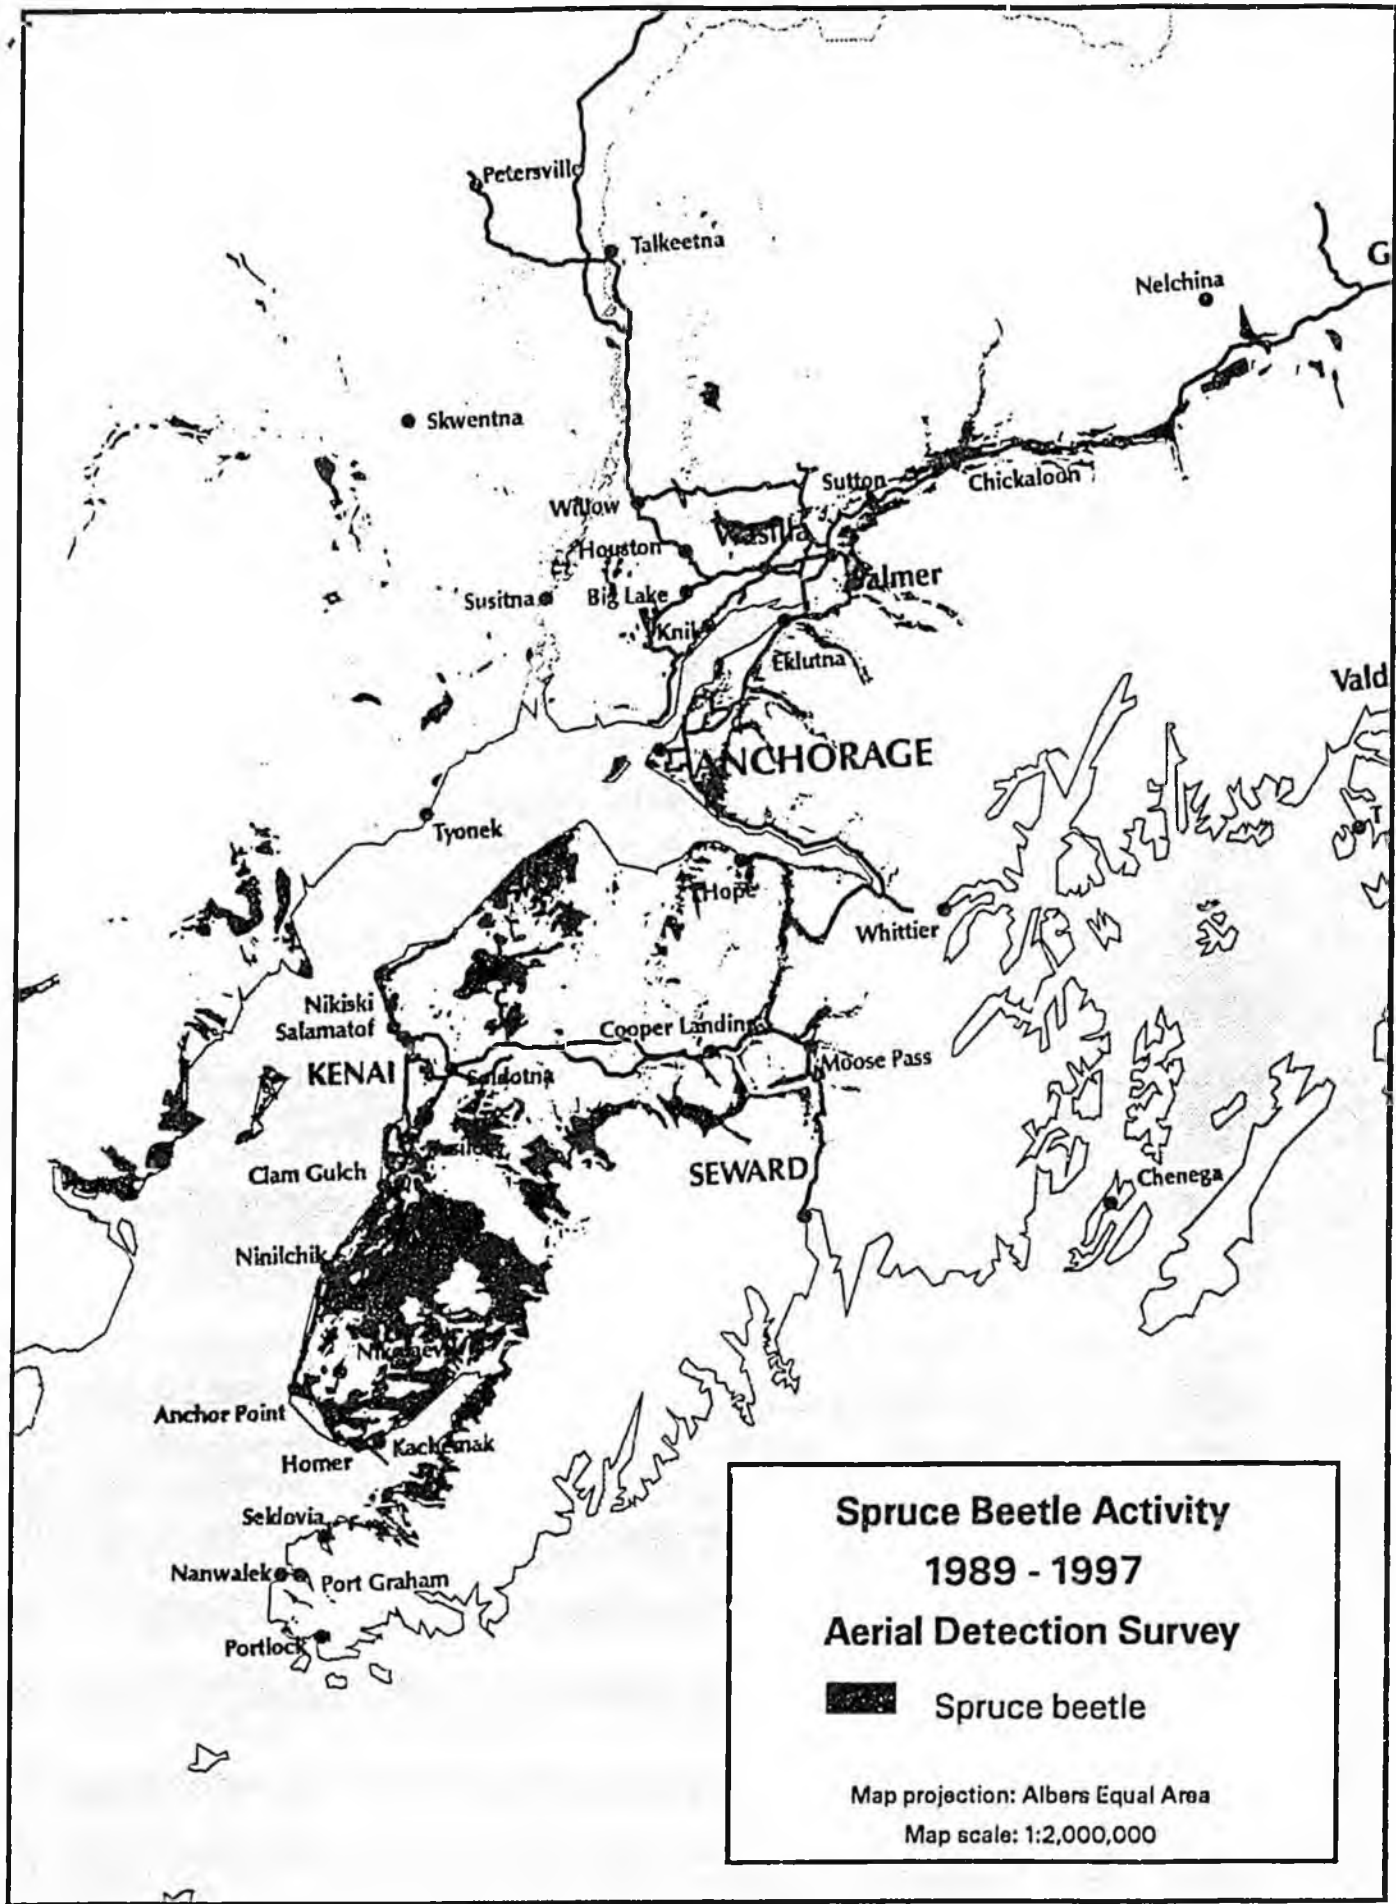 Petersville
Talkeetna
G
Nelchina
Skwentna
Sutton
Chickaloon
Willow
Wasilla
Houston
Palmer
Susitna
Big Lake
Knik
Eklutna
Vald
ANCHORAGE
Tyonek
T
Hope
Whittier
Nikiski
Salamatof
Cooper Landing
KENAI
Moose Pass
Soldotna
Clam Gulch
SEWARD
Chenega
Ninilchik
Anchor Point
Kachemak
Homer
Seldovia
Nanwalek
Port Graham
Portlock
Spruce Beetle Activity
1989 - 1997
Aerial Detection Survey
Spruce beetle
Map projection: Albers Equal Area
Map scale: 1:2,000,000